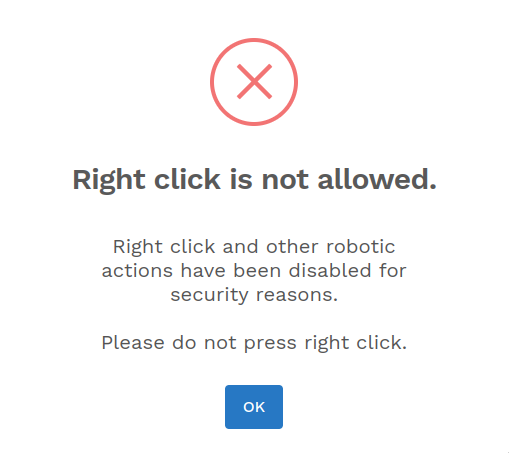 Right click is not allowed.
Right click and other robotic
actions have been disabled for
security reasons.
Please do not press right click.
OK